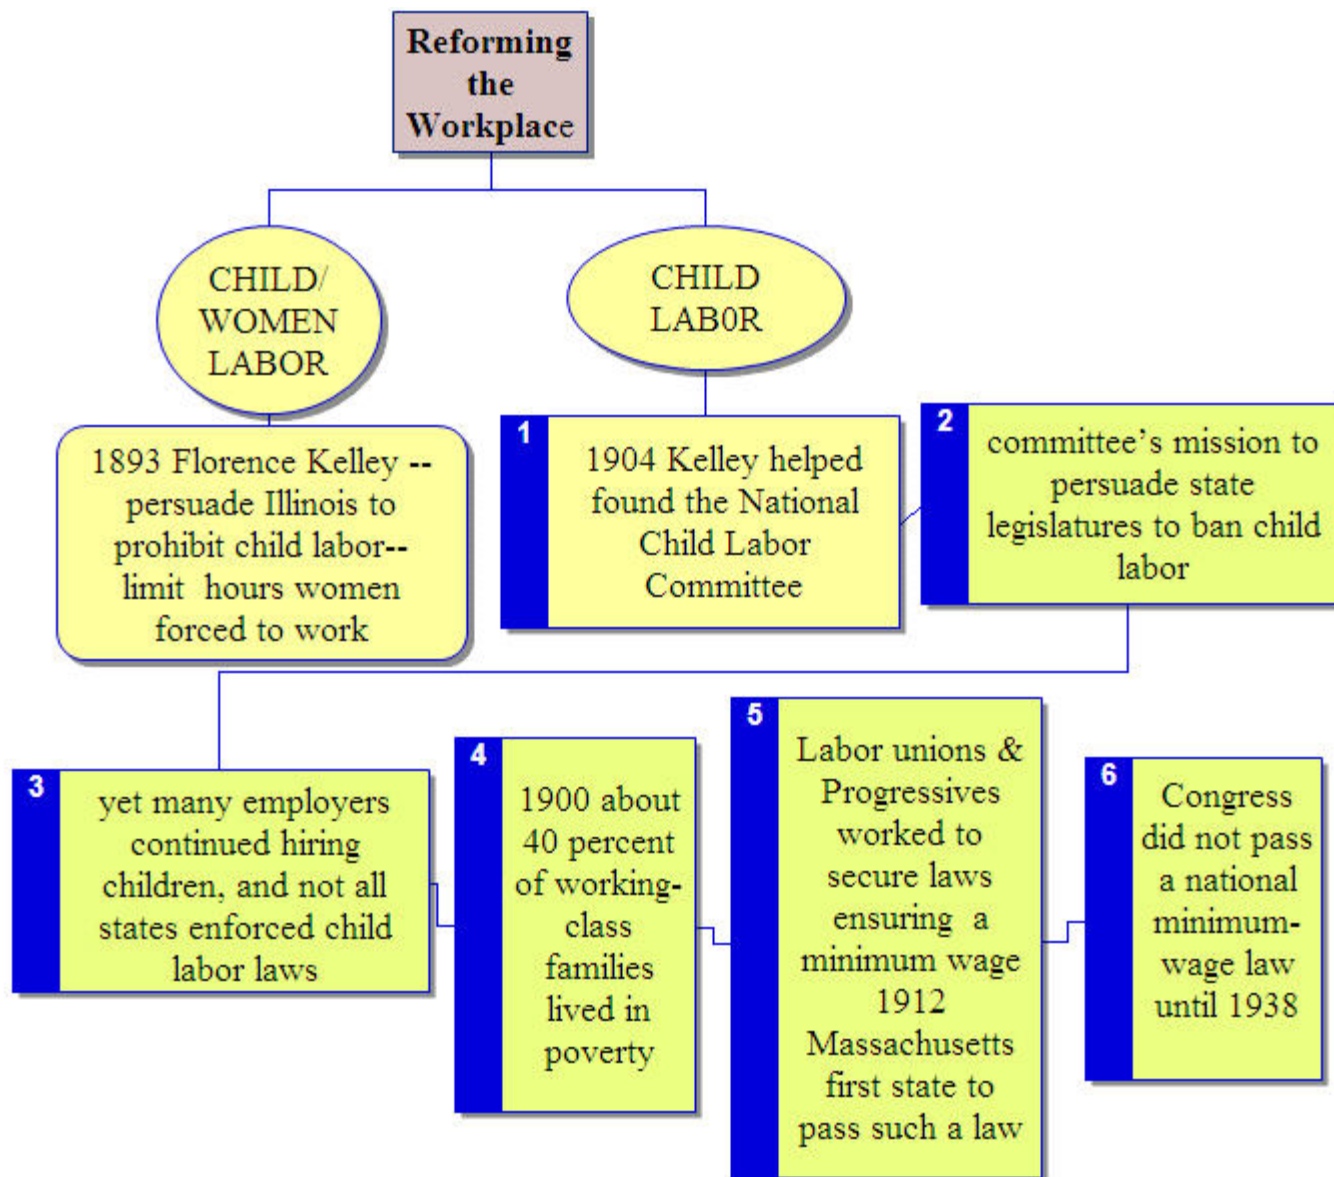 Reforming
the
Workplace
CHILD/
WOMEN
LABOR
CHILD
LAB0R
1893 Florence Kelley --
persuade Illinois to
prohibit child labor--
limit hours women
forced to work
1
1904 Kelley helped
found the National
Child Labor
Committee
2
committee’s mission to
persuade state
legislatures to ban child
labor
3
yet many employers
continued hiring
children, and not all
states enforced child
labor laws
4
1900 about
40 percent
of working-
class
families
lived in
poverty
5
Labor unions &
Progressives
worked to
secure laws
ensuring a
minimum wage
1912
Massachusetts
first state to
pass such a law
6
Congress
did not pass
a national
minimum-
wage law
until 1938